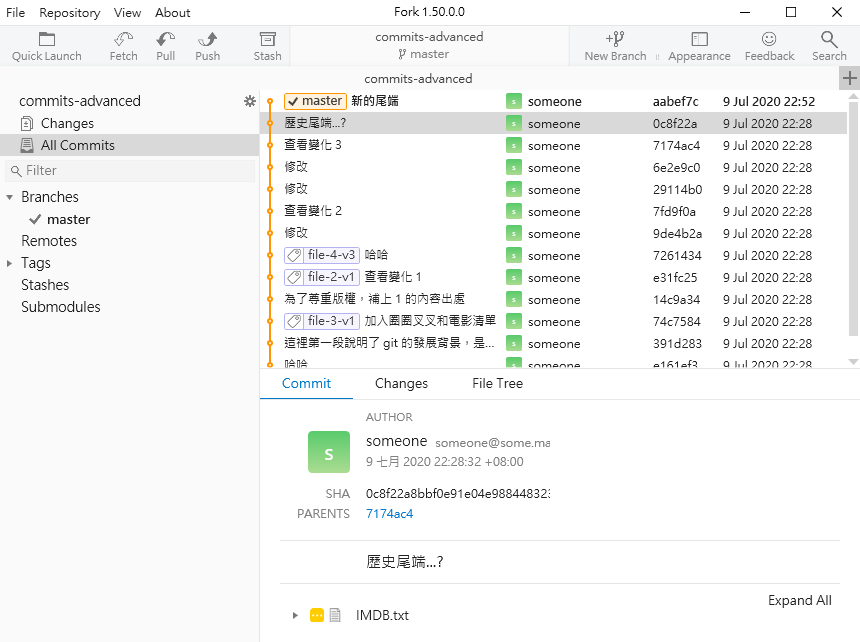 File Repository View About Fork 1.50.0.0
Quick Launch Fetch Pull Push Stash commits-advanced master New Branch Appearance Feedback Search
commits-advanced
commits-advanced
Changes
All Commits
Filter
Branches
master
Remotes
Tags
Stashes
Submodules
master 新的尾端 s someone aabef7c 9 Jul 2020 22:52
歷史尾端...? s someone 0c8f22a 9 Jul 2020 22:28
查看變化 3 s someone 7174ac4 9 Jul 2020 22:28
修改 s someone 6e2e9c0 9 Jul 2020 22:28
修改 s someone 29114b0 9 Jul 2020 22:28
查看變化 2 s someone 7fd9f0a 9 Jul 2020 22:28
修改 s someone 9de4b2a 9 Jul 2020 22:28
file-4-v3 哈哈 s someone 7261434 9 Jul 2020 22:28
file-2-v1 查看變化 1 s someone e31fc25 9 Jul 2020 22:28
為了尊重版權，補上 1 的內容出處 s someone 14c9a34 9 Jul 2020 22:28
file-3-v1 加入圈圈叉叉和電影清單 s someone 74c7584 9 Jul 2020 22:28
這裡第一段說明了 git 的發展背景，是... s someone 391d283 9 Jul 2020 22:28
哈哈 s someone e161ef3 9 Jul 2020 22:28
Commit Changes File Tree
AUTHOR
s
someone someone@some.ma
9 七月 2020 22:28:32 +08:00
SHA 0c8f22a8bbf0e91e04e98844832
PARENTS 7174ac4
歷史尾端...?
Expand All
IMDB.txt